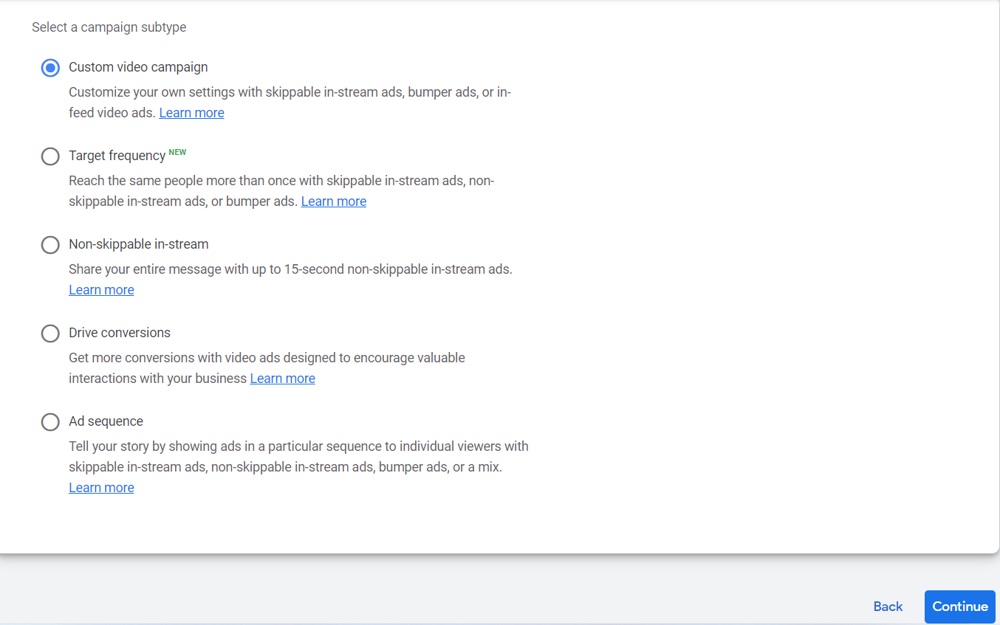 Select a campaign subtype
Custom video campaign
Customize your own settings with skippable in-stream ads, bumper ads, or in-
feed video ads. Learn more
Target frequency NEW
Reach the same people more than once with skippable in-stream ads, non-
skippable in-stream ads, or bumper ads. Learn more
Non-skippable in-stream
Share your entire message with up to 15-second non-skippable in-stream ads.
Learn more
Drive conversions
Get more conversions with video ads designed to encourage valuable
interactions with your business Learn more
Ad sequence
Tell your story by showing ads in a particular sequence to individual viewers with
skippable in-stream ads, non-skippable in-stream ads, bumper ads, or a mix.
Learn more
Back Continue